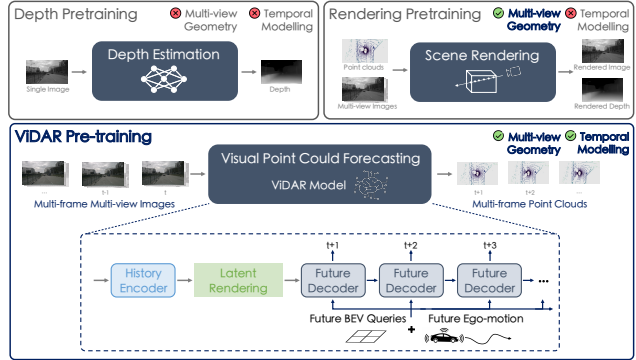 Depth Pretraining
Multi-view Geometry
Temporal Modelling
Depth Estimation
Single Image
Depth
Rendering Pretraining
Multi-view Geometry
Temporal Modelling
Point clouds
Multi-view Images
Scene Rendering
Rendered Image
Rendered Depth
ViDAR Pre-training
Multi-view Geometry
Temporal Modelling
... t-1 t
Multi-frame Multi-view Images
Visual Point Could Forecasting
ViDAR Model
t+1 t+2 ...
Multi-frame Point Clouds
t+1 t+2 t+3
History Encoder
Latent Rendering
Future Decoder
Future Decoder
Future Decoder
...
Future BEV Queries + Future Ego-motion